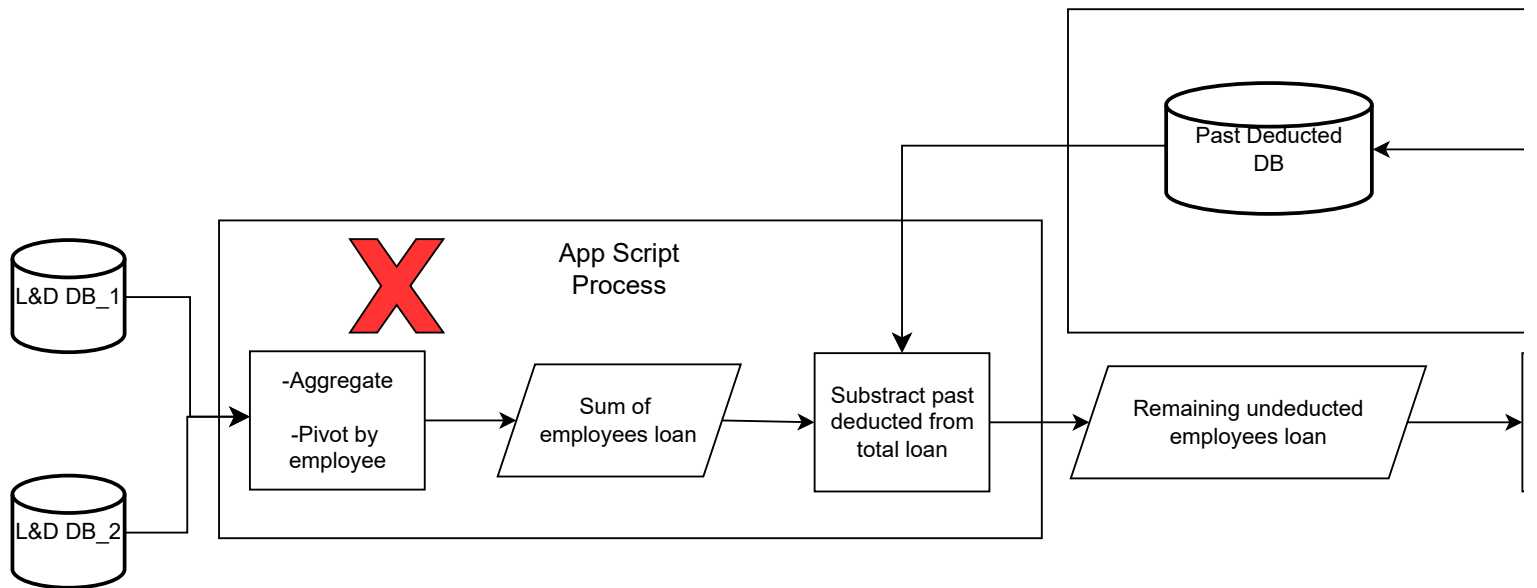 Past Deducted
DB
App Script
Process
L&D DB_1
-Aggregate
-Pivot by
employee
Sum of
employees loan
Substract past
deducted from
total loan
Remaining undeducted
employees loan
L&D DB_2